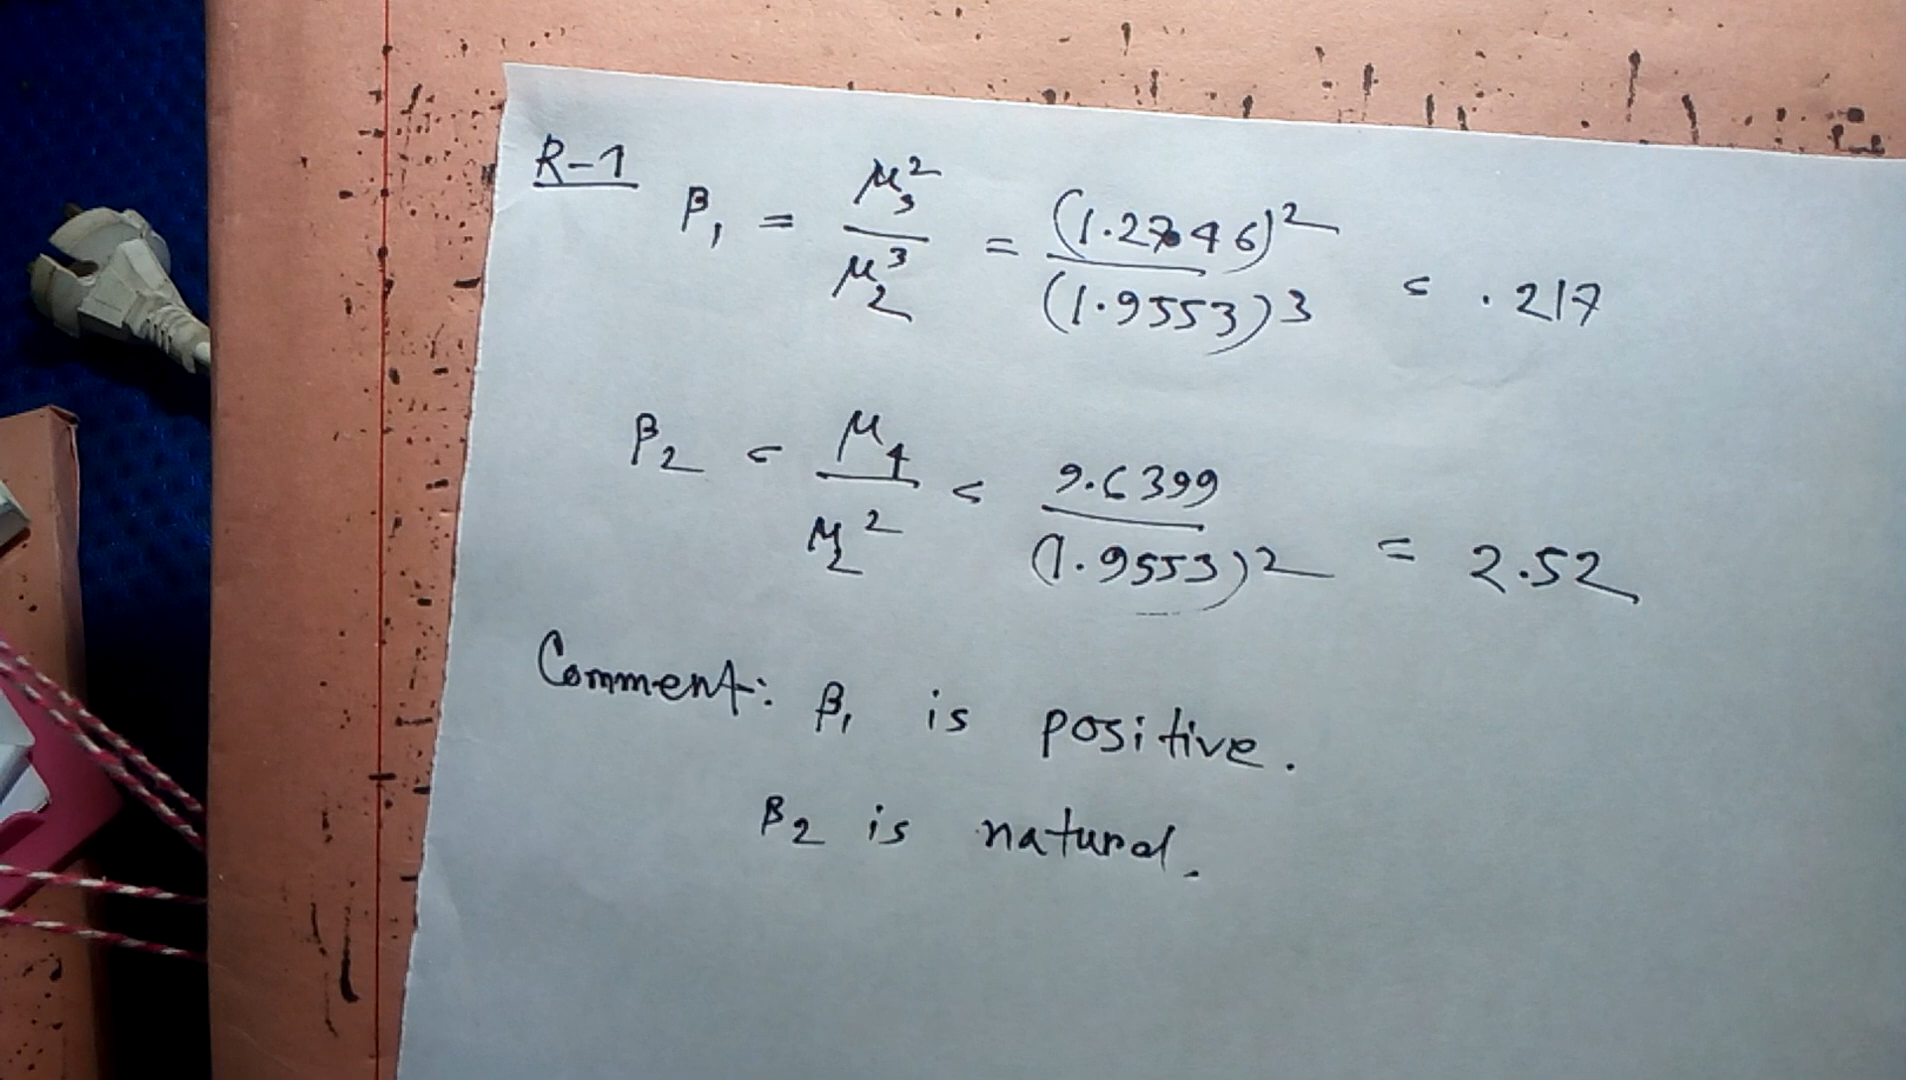 R-1
β₁ = μ₃² / μ₂³ = (1.2746)² / (1.9553)3 = .217
β₂ = μ₄ / μ₂² = 9.6399 / (1.9553)2 = 2.52
Comment: β₁ is positive.
β₂ is natural.